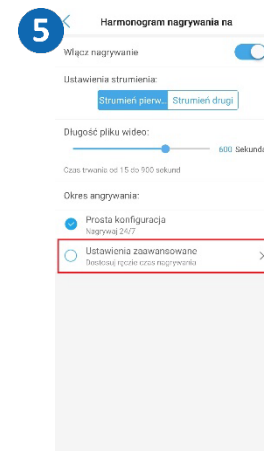 5
Harmonogram nagrywania na
Włącz nagrywanie
Ustawienia strumienia:
Strumień pierw... Strumień drugi
Długość pliku wideo:
600 Sekunda
Czas trwania od 15 do 900 sekund
Okres angrywania:
Prosta konfiguracja
Nagrywaj 24/7
Ustawienia zaawansowane
Dostosuj ręcznie czas nagrywania